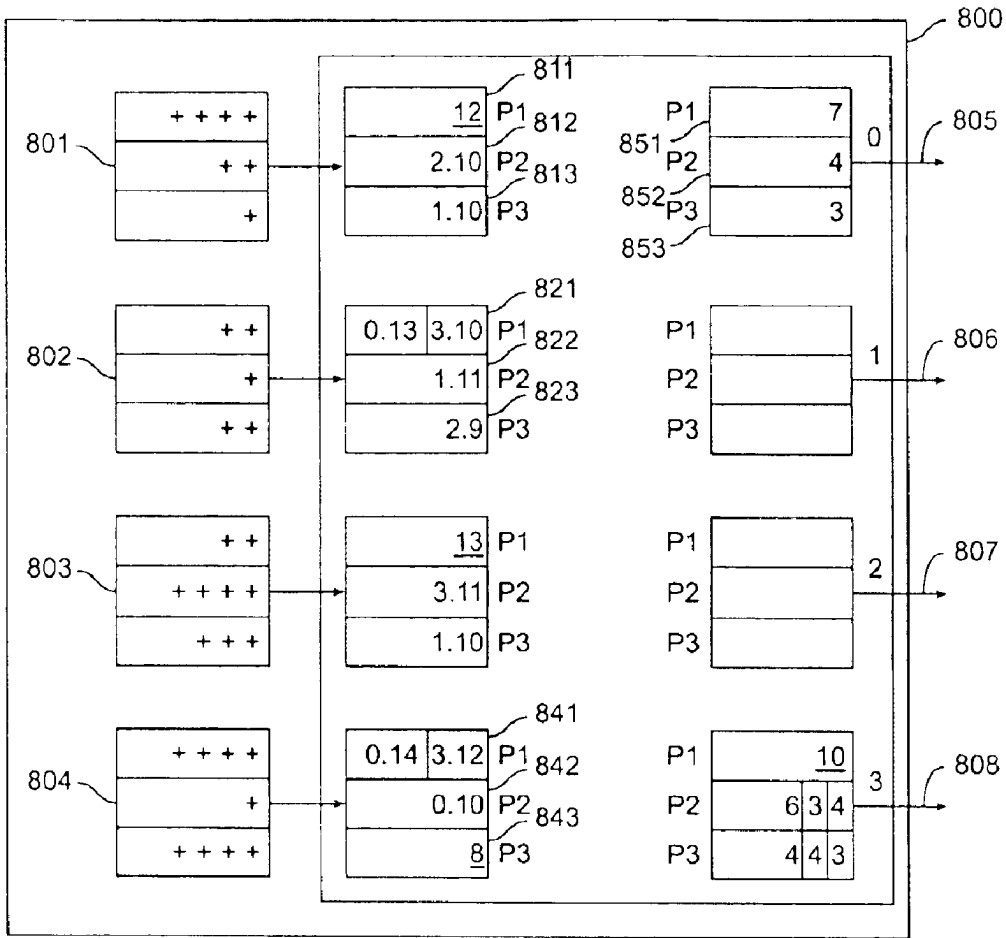 800
811
+ + + +
12
P1
P1
7
0
805
801
+ +
812
2.10
P2
851
P2
4
+
813
1.10
P3
852
P3
3
853
821
+ +
0.13
3.10
P1
P1
1
806
802
+
822
1.11
P2
P2
+ +
823
2.9
P3
P3
+ +
13
P1
P1
2
807
803
+ + + +
3.11
P2
P2
+ + +
1.10
P3
P3
841
+ + + +
0.14
3.12
P1
P1
10
3
808
804
+
842
0.10
P2
P2
6
3
4
+ + + +
843
8
P3
P3
4
4
3